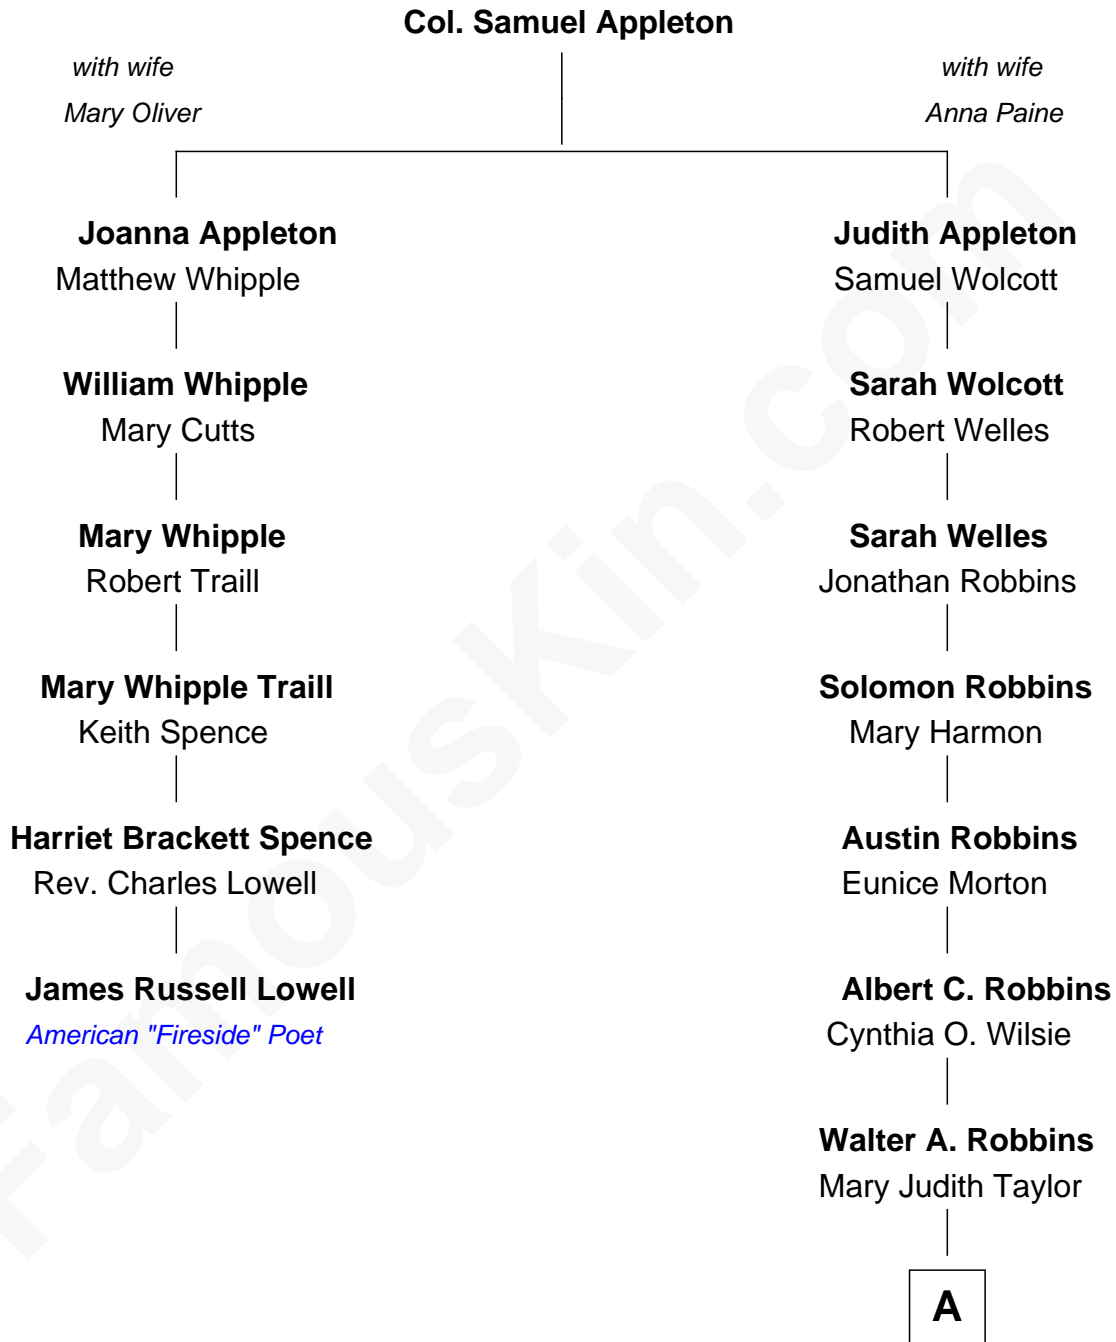 Col. Samuel Appleton
with wife
Mary Oliver
with wife
Anna Paine
Joanna Appleton
Matthew Whipple
Judith Appleton
Samuel Wolcott
William Whipple
Mary Cutts
Sarah Wolcott
Robert Welles
Mary Whipple
Robert Traill
Sarah Welles
Jonathan Robbins
Mary Whipple Traill
Keith Spence
Solomon Robbins
Mary Harmon
Harriet Brackett Spence
Rev. Charles Lowell
Austin Robbins
Eunice Morton
James Russell Lowell
American "Fireside" Poet
Albert C. Robbins
Cynthia O. Wilsie
Walter A. Robbins
Mary Judith Taylor
A
FamousKin.com